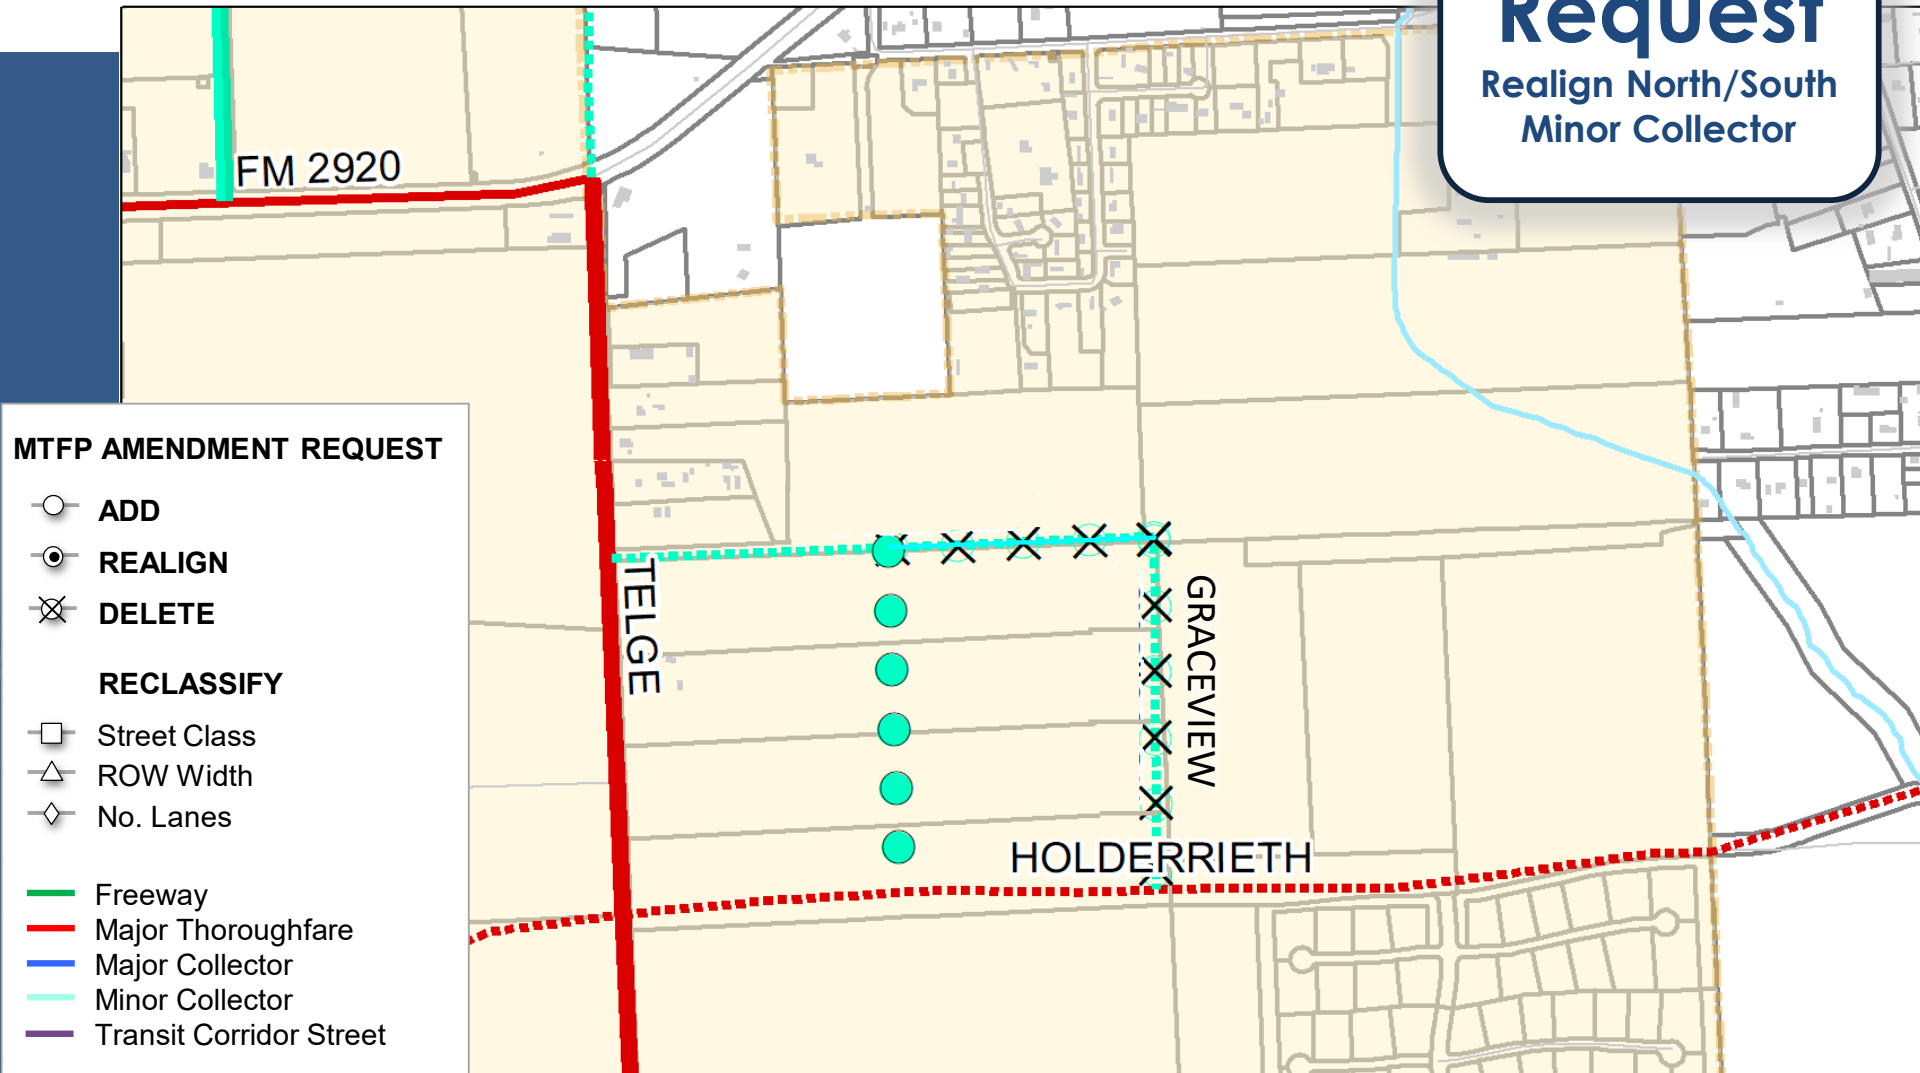 Request
Realign North/South
Minor Collector
FM 2920
MTFP AMENDMENT REQUEST
ADD
REALIGN
DELETE
RECLASSIFY
Street Class
ROW Width
No. Lanes
Freeway
Major Thoroughfare
Major Collector
Minor Collector
Transit Corridor Street
TELGE
GRACEVIEW
HOLDERRIETH